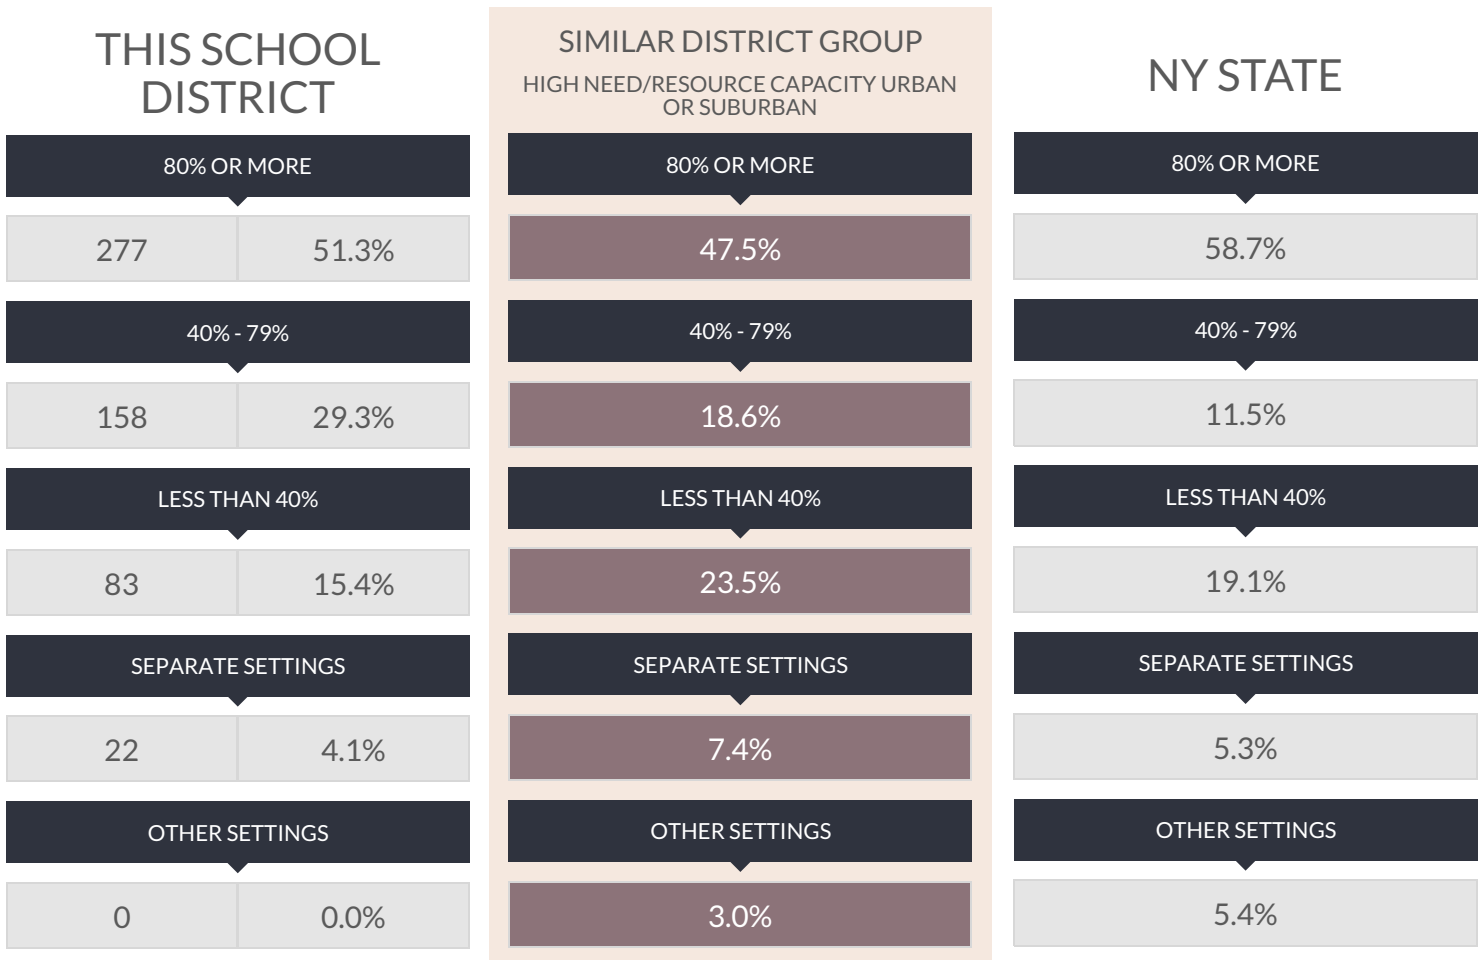 THIS SCHOOL
DISTRICT
80% OR MORE
277 51.3%
40% - 79%
158 29.3%
LESS THAN 40%
83 15.4%
SEPARATE SETTINGS
22 4.1%
OTHER SETTINGS
0 0.0%
SIMILAR DISTRICT GROUP
HIGH NEED/RESOURCE CAPACITY URBAN
OR SUBURBAN
80% OR MORE
47.5%
40% - 79%
18.6%
LESS THAN 40%
23.5%
SEPARATE SETTINGS
7.4%
OTHER SETTINGS
3.0%
NY STATE
80% OR MORE
58.7%
40% - 79%
11.5%
LESS THAN 40%
19.1%
SEPARATE SETTINGS
5.3%
OTHER SETTINGS
5.4%